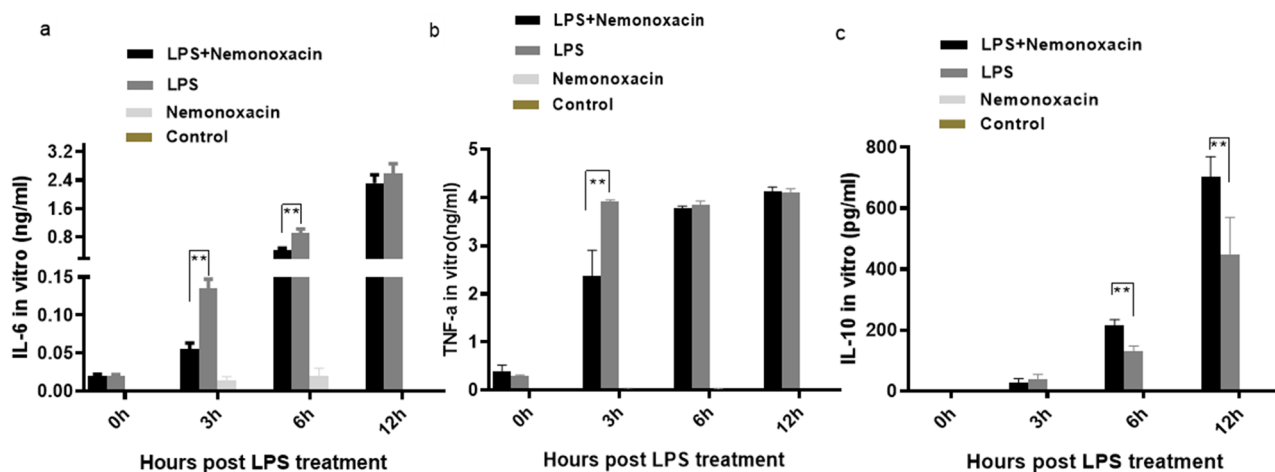 a
LPS+Nemonoxacin
LPS
Nemonoxacin
Control
IL-6 in vitro (ng/ml)
3.2
2.4
1.6
0.8
0.15
0.10
0.05
0.00
**
**
0h
3h
6h
12h
Hours post LPS treatment
b
LPS+Nemonoxacin
LPS
Nemonoxacin
Control
TNF-a in vitro(ng/ml)
5
4
3
2
1
0
**
0h
3h
6h
12h
Hours post LPS treatment
c
LPS+Nemonoxacin
LPS
Nemonoxacin
Control
IL-10 in vitro (pg/ml)
800
600
400
200
0
**
**
0h
3h
6h
12h
Hours post LPS treatment